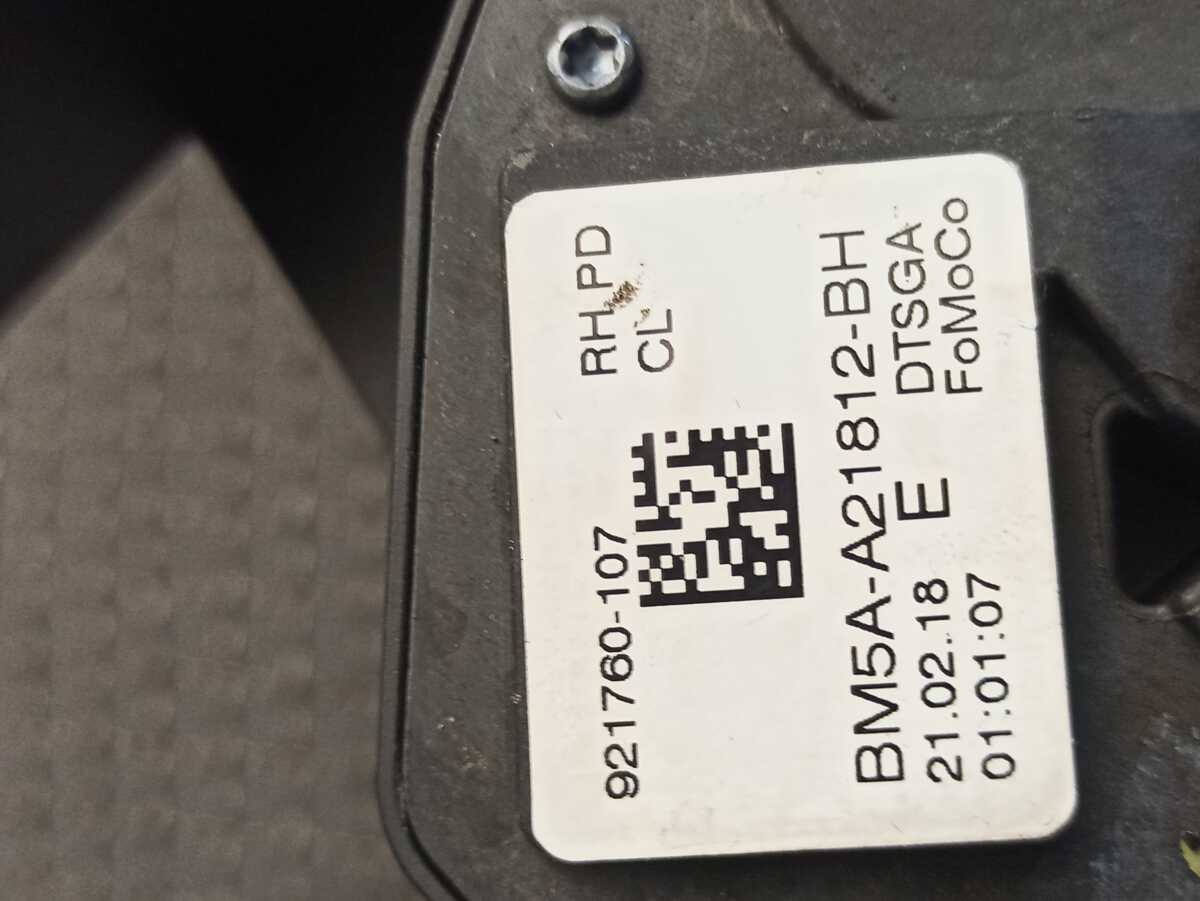 921760-107 RH PD
CL
BM5A-A21812-BH
21.02.18 E DTSGA
01:01:07 FoMoCo